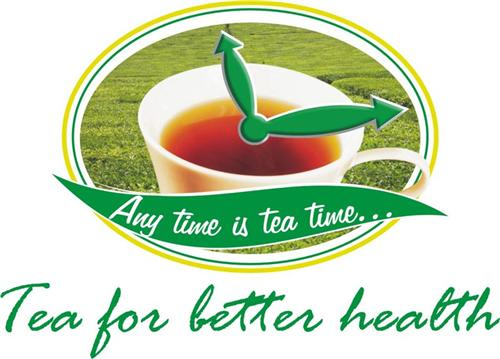 Any time is tea time...
Tea for better health